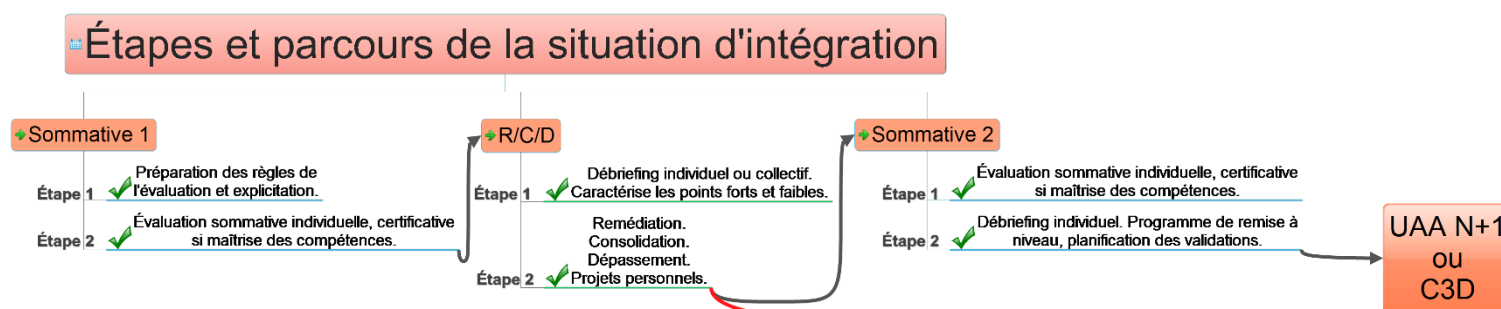 Étapes et parcours de la situation d'intégration
Sommative 1
Étape 1
Préparation des règles de
l'évaluation et explicitation.
Étape 2
Évaluation sommative individuelle, certificative
si maîtrise des compétences.
R/C/D
Étape 1
Débriefing individuel ou collectif.
Caractérise les points forts et faibles.
Étape 2
Remédiation.
Consolidation.
Dépassement.
Projets personnels.
Sommative 2
Étape 1
Évaluation sommative individuelle, certificative
si maîtrise des compétences.
Étape 2
Débriefing individuel. Programme de remise à
niveau, planification des validations.
UAA N+1
ou
C3D